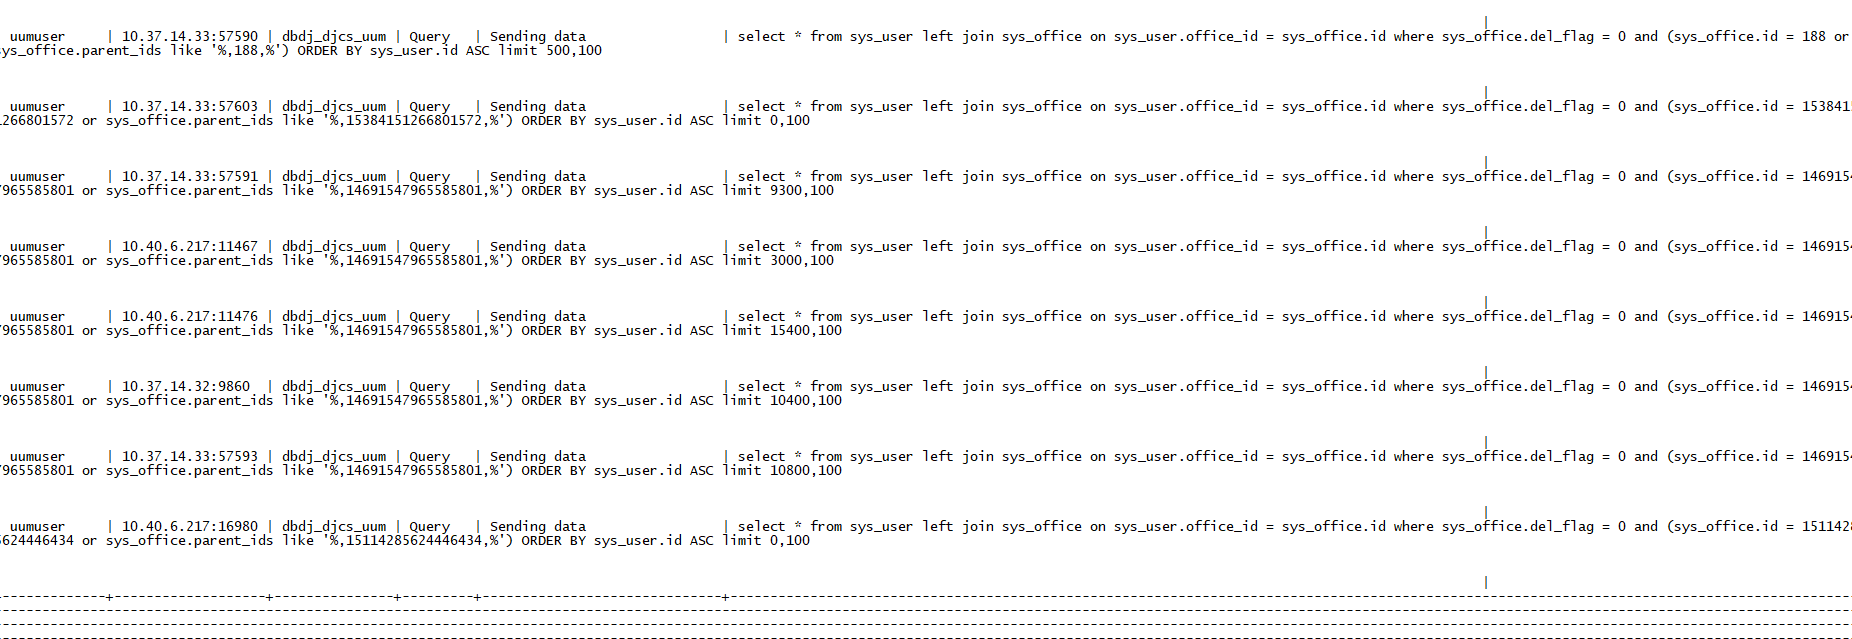 |
uumuser | 10.37.14.33:57590 | dbdj_djcs_uum | Query | Sending data | select * from sys_user left join sys_office on sys_user.office_id = sys_office.id where sys_office.del_flag = 0 and (sys_office.id = 188 or
sys_office.parent_ids like '%,188,%') ORDER BY sys_user.id ASC limit 500,100
|
uumuser | 10.37.14.33:57603 | dbdj_djcs_uum | Query | Sending data | select * from sys_user left join sys_office on sys_user.office_id = sys_office.id where sys_office.del_flag = 0 and (sys_office.id = 1538415
1266801572 or sys_office.parent_ids like '%,15384151266801572,%') ORDER BY sys_user.id ASC limit 0,100
|
uumuser | 10.37.14.33:57591 | dbdj_djcs_uum | Query | Sending data | select * from sys_user left join sys_office on sys_user.office_id = sys_office.id where sys_office.del_flag = 0 and (sys_office.id = 1469154
7965585801 or sys_office.parent_ids like '%,14691547965585801,%') ORDER BY sys_user.id ASC limit 9300,100
|
uumuser | 10.40.6.217:11467 | dbdj_djcs_uum | Query | Sending data | select * from sys_user left join sys_office on sys_user.office_id = sys_office.id where sys_office.del_flag = 0 and (sys_office.id = 1469154
7965585801 or sys_office.parent_ids like '%,14691547965585801,%') ORDER BY sys_user.id ASC limit 3000,100
|
uumuser | 10.40.6.217:11476 | dbdj_djcs_uum | Query | Sending data | select * from sys_user left join sys_office on sys_user.office_id = sys_office.id where sys_office.del_flag = 0 and (sys_office.id = 1469154
7965585801 or sys_office.parent_ids like '%,14691547965585801,%') ORDER BY sys_user.id ASC limit 15400,100
|
uumuser | 10.37.14.32:9860 | dbdj_djcs_uum | Query | Sending data | select * from sys_user left join sys_office on sys_user.office_id = sys_office.id where sys_office.del_flag = 0 and (sys_office.id = 1469154
7965585801 or sys_office.parent_ids like '%,14691547965585801,%') ORDER BY sys_user.id ASC limit 10400,100
|
uumuser | 10.37.14.33:57593 | dbdj_djcs_uum | Query | Sending data | select * from sys_user left join sys_office on sys_user.office_id = sys_office.id where sys_office.del_flag = 0 and (sys_office.id = 1469154
7965585801 or sys_office.parent_ids like '%,14691547965585801,%') ORDER BY sys_user.id ASC limit 10800,100
|
uumuser | 10.40.6.217:16980 | dbdj_djcs_uum | Query | Sending data | select * from sys_user left join sys_office on sys_user.office_id = sys_office.id where sys_office.del_flag = 0 and (sys_office.id = 1511428
5624446434 or sys_office.parent_ids like '%,15114285624446434,%') ORDER BY sys_user.id ASC limit 0,100
|